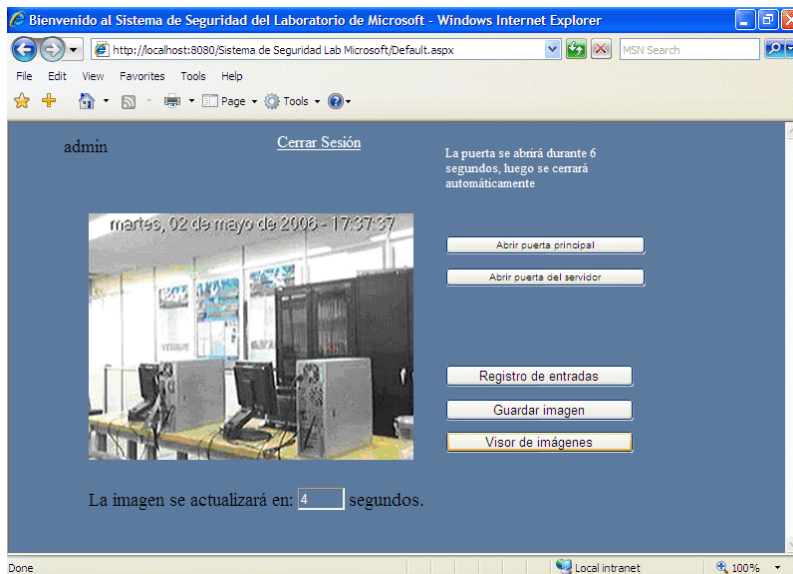 Bienvenido al Sistema de Seguridad del Laboratorio de Microsoft - Windows Internet Explorer
http://localhost:8080/Sistema de Seguridad Lab Microsoft/Default.aspx
MSN Search
File Edit View Favorites Tools Help
Page Tools
admin
Cerrar Sesión
La puerta se abrirá durante 6
segundos, luego se cerrará
automáticamente
martes, 02 de mayo de 2006 - 17:37:37
Abrir puerta principal
Abrir puerta del servidor
Registro de entradas
Guardar imagen
Visor de imágenes
La imagen se actualizará en: 4 segundos.
Done
Local intranet
100%